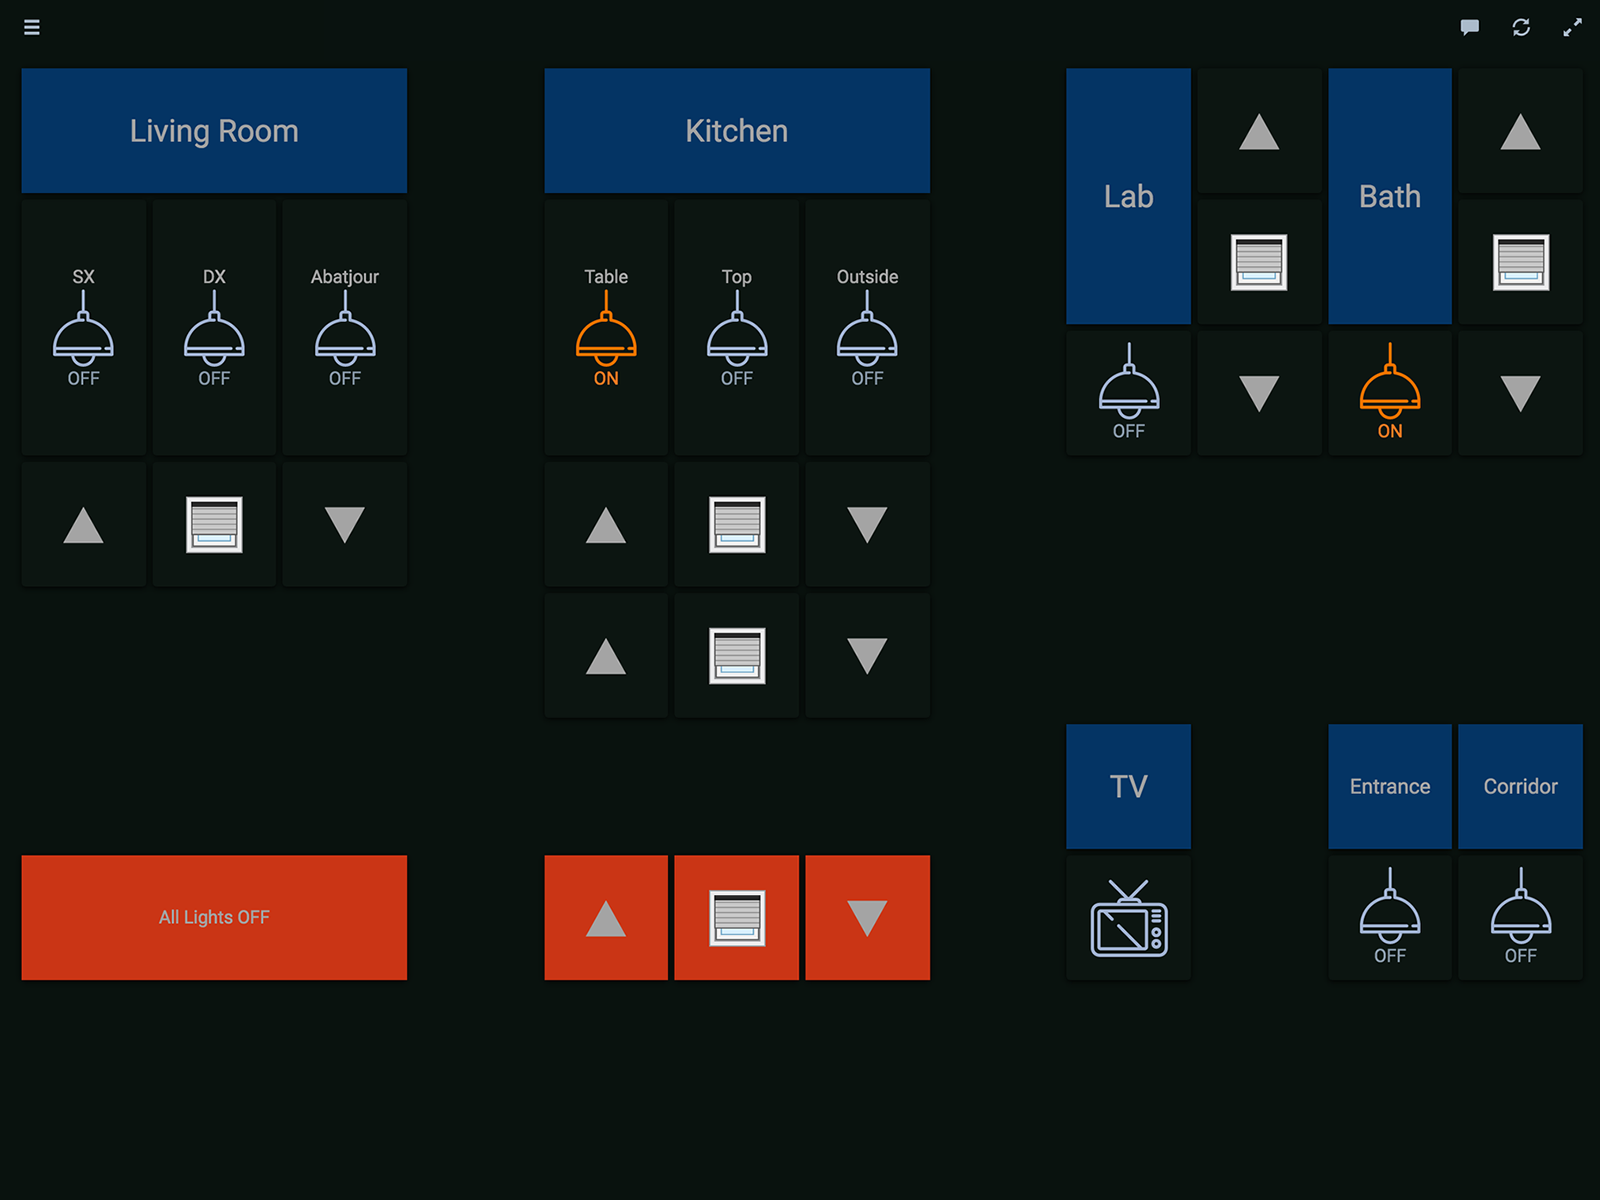 Living Room
SX
OFF
DX
OFF
Abatjour
OFF
Kitchen
Table
ON
Top
OFF
Outside
OFF
Lab
OFF
Bath
ON
All Lights OFF
TV
Entrance
OFF
Corridor
OFF